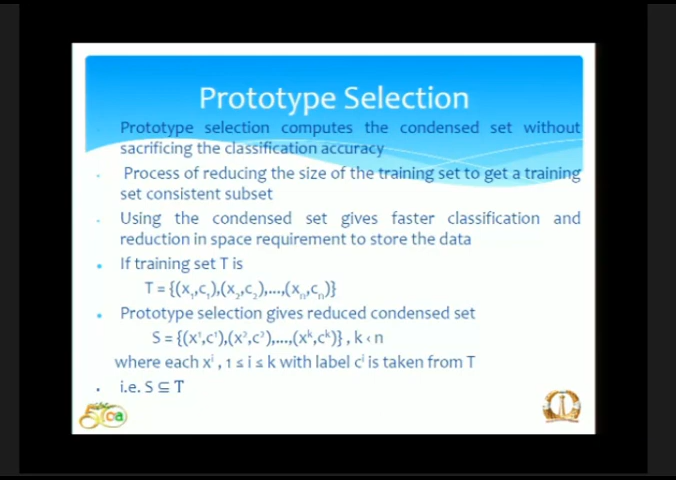 Prototype Selection
Prototype selection computes the condensed set without
sacrificing the classification accuracy
Process of reducing the size of the training set to get a training
set consistent subset
Using the condensed set gives faster classification and
reduction in space requirement to store the data
If training set T is
T = {(x₁,c₁),(x₂,c₂),...,(xₙ,cₙ)}
Prototype selection gives reduced condensed set
S = {(x¹,c¹),(x²,c²),...,(xᵏ,cᵏ)} , k < n
where each xⁱ , 1 ≤ i ≤ k with label cⁱ is taken from T
i.e. S ⊆ T